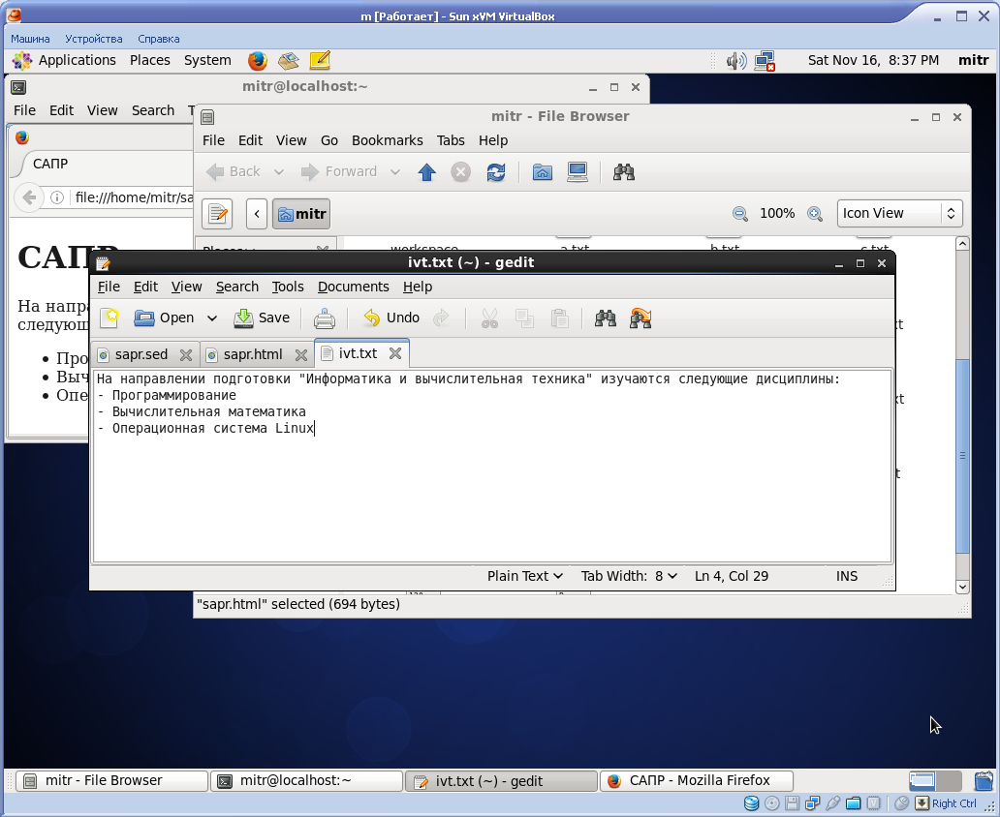 m [Работает] - Sun xVM VirtualBox
Машина Устройства Справка
Applications Places System Sat Nov 16, 8:37 PM mitr
mitr@localhost:~
File Edit View Search
mitr - File Browser
File Edit View Go Bookmarks Tabs Help
САПР
Back Forward
file:///home/mitr/sa
mitr 100% Icon View
САПР
На напра
следующ
• Про
• Выч
• Опе
workspace a.txt b.txt c.txt
ivt.txt (~) - gedit
File Edit View Search Tools Documents Help
Open Save Undo
sapr.sed sapr.html ivt.txt
На направлении подготовки "Информатика и вычислительная техника" изучаются следующие дисциплины:
- Программирование
- Вычислительная математика
- Операционная система Linux
Plain Text Tab Width: 8 Ln 4, Col 29 INS
"sapr.html" selected (694 bytes)
mitr - File Browser mitr@localhost:~ ivt.txt (~) - gedit САПР - Mozilla Firefox
Right Ctrl